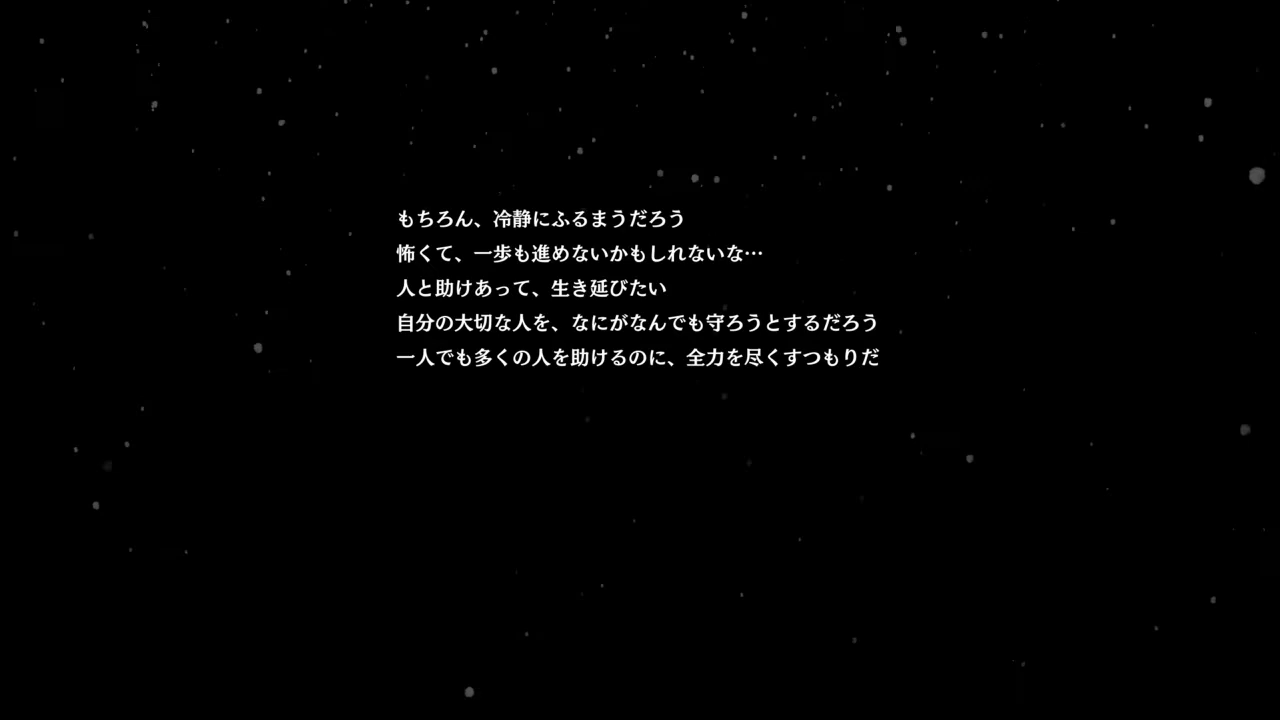 もちろん、冷静にふるまうだろう
怖くて、一歩も進めないかもしれないな…
人と助けあって、生き延びたい
自分の大切な人を、なにがなんでも守ろうとするだろう
一人でも多くの人を助けるのに、全力を尽くすつもりだ